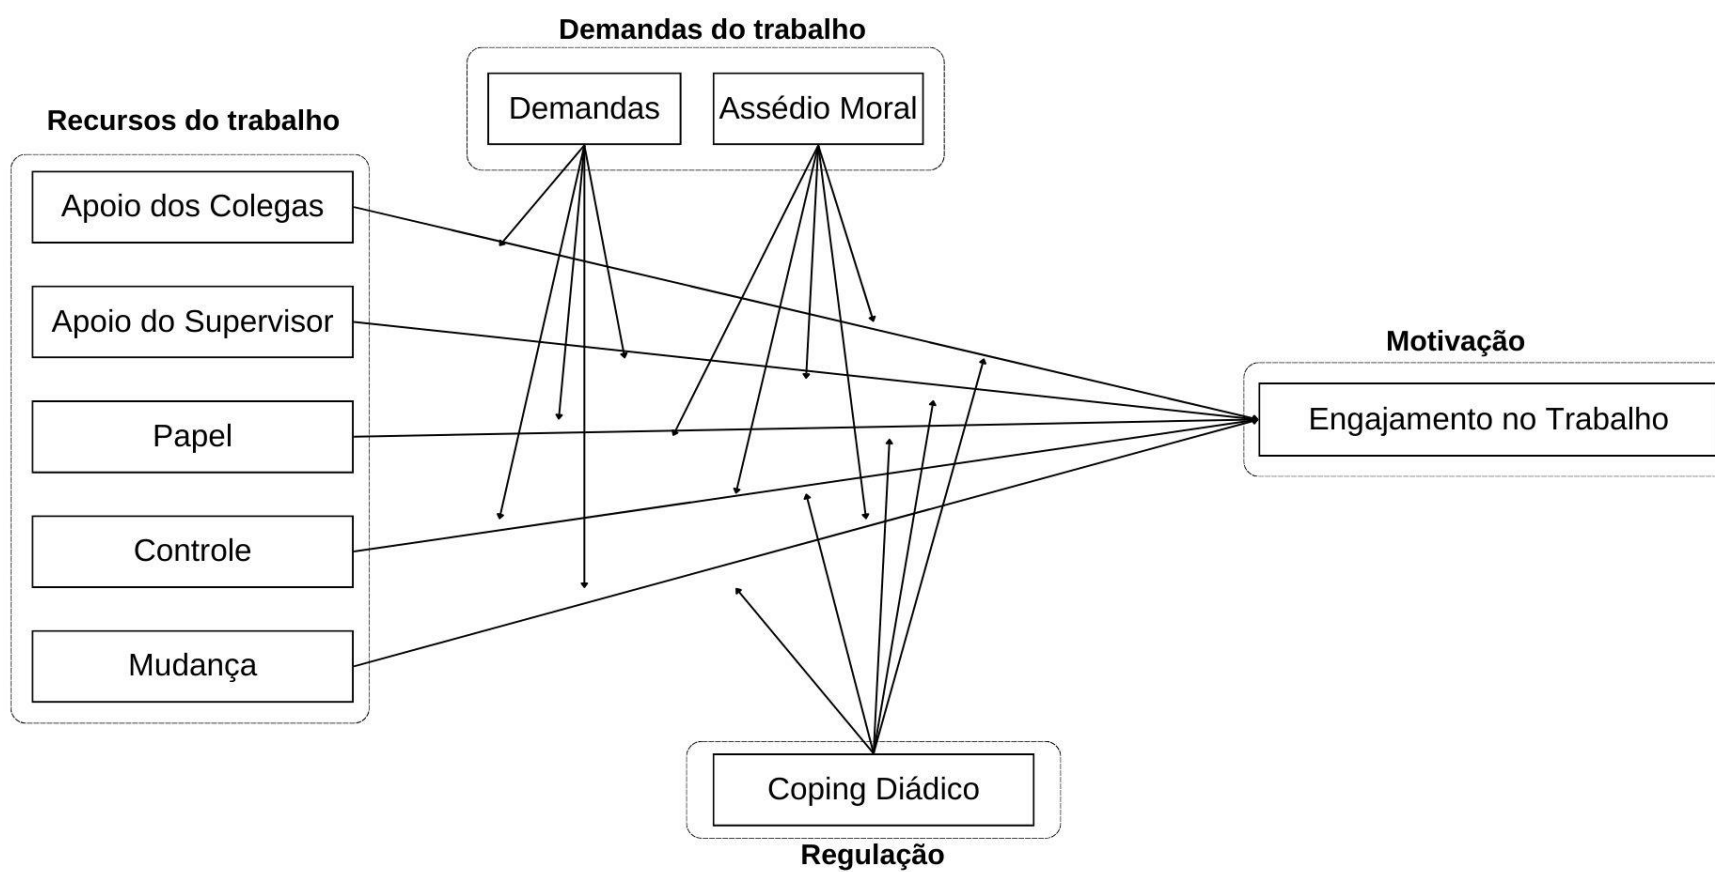 Demandas do trabalho
Demandas
Assédio Moral
Recursos do trabalho
Apoio dos Colegas
Apoio do Supervisor
Papel
Controle
Mudança
Motivação
Engajamento no Trabalho
Coping Diádico
Regulação